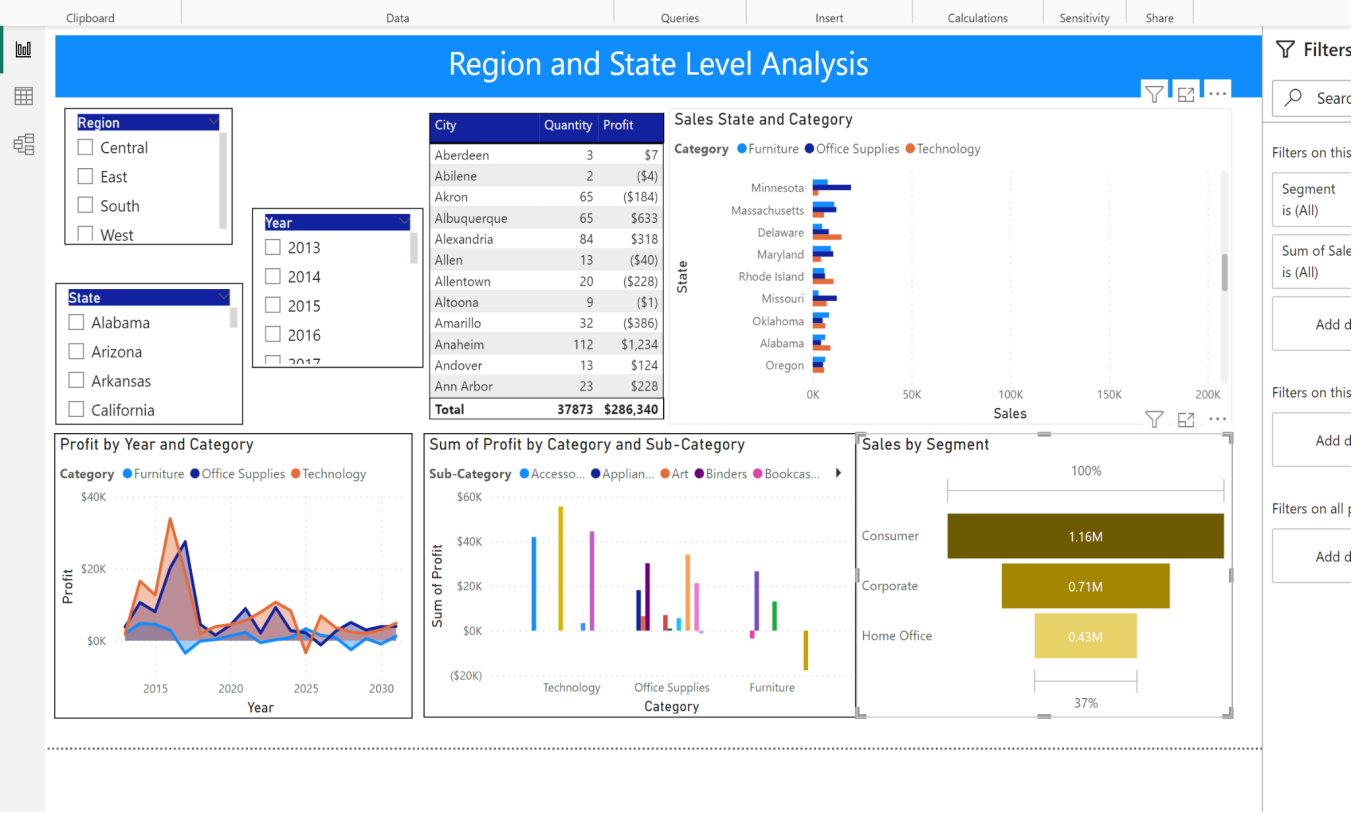 Clipboard Data Queries Insert Calculations Sensitivity Share
Region and State Level Analysis
Region
Central
East
South
West
Year
2013
2014
2015
2016
2017
State
Alabama
Arizona
Arkansas
California
City Quantity Profit
Aberdeen 3 $7
Abilene 2 ($4)
Akron 65 ($184)
Albuquerque 65 $633
Alexandria 84 $318
Allen 13 ($40)
Allentown 20 ($228)
Altoona 9 ($1)
Amarillo 32 ($386)
Anaheim 112 $1,234
Andover 13 $124
Ann Arbor 23 $228
Total 37873 $286,340
Sales State and Category
Category Furniture Office Supplies Technology
State
Minnesota
Massachusetts
Delaware
Maryland
Rhode Island
Missouri
Oklahoma
Alabama
Oregon
0K 50K 100K 150K 200K
Sales
Profit by Year and Category
Category Furniture Office Supplies Technology
Profit
$40K
$20K
$0K
2015 2020 2025 2030
Year
Sum of Profit by Category and Sub-Category
Sub-Category Accesso... Applian... Art Binders Bookcas...
Sum of Profit
$60K
$40K
$20K
$0K
($20K)
Technology Office Supplies Furniture
Category
Sales by Segment
100%
Consumer 1.16M
Corporate 0.71M
Home Office 0.43M
37%
Filters
Searc
Filters on this
Segment
is (All)
Sum of Sale
is (All)
Add d
Filters on this
Add d
Filters on all p
Add d